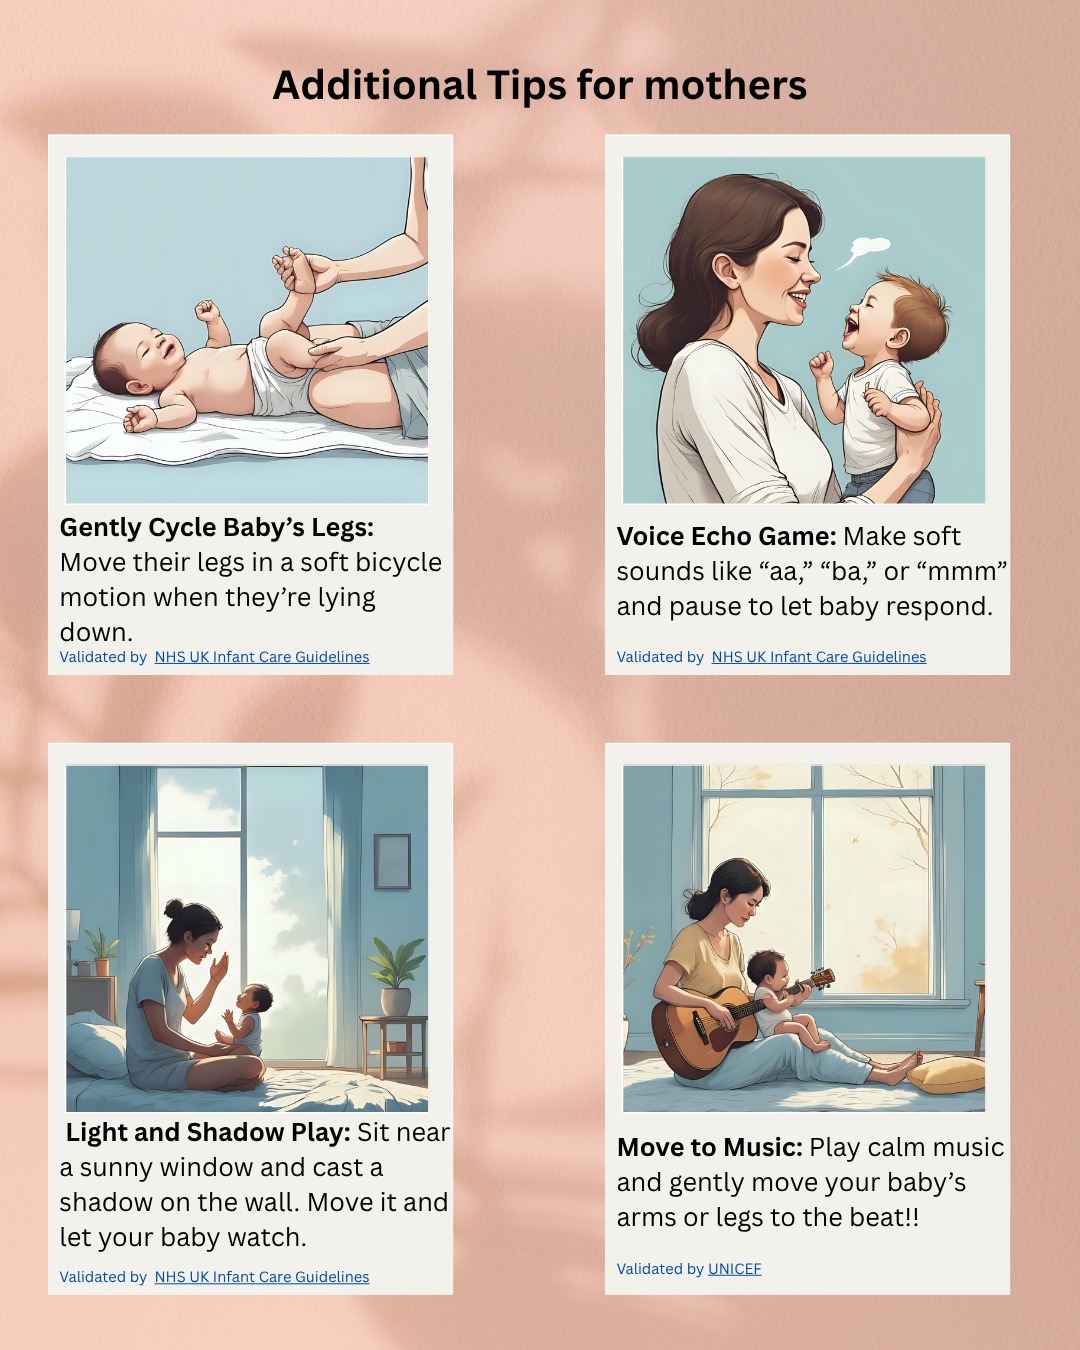 Additional Tips for mothers
Gently Cycle Baby’s Legs:
Move their legs in a soft bicycle
motion when they’re lying
down.
Validated by NHS UK Infant Care Guidelines
Voice Echo Game: Make soft
sounds like “aa,” “ba,” or “mmm”
and pause to let baby respond.
Validated by NHS UK Infant Care Guidelines
Light and Shadow Play: Sit near
a sunny window and cast a
shadow on the wall. Move it and
let your baby watch.
Validated by NHS UK Infant Care Guidelines
Move to Music: Play calm music
and gently move your baby’s
arms or legs to the beat!!
Validated by UNICEF